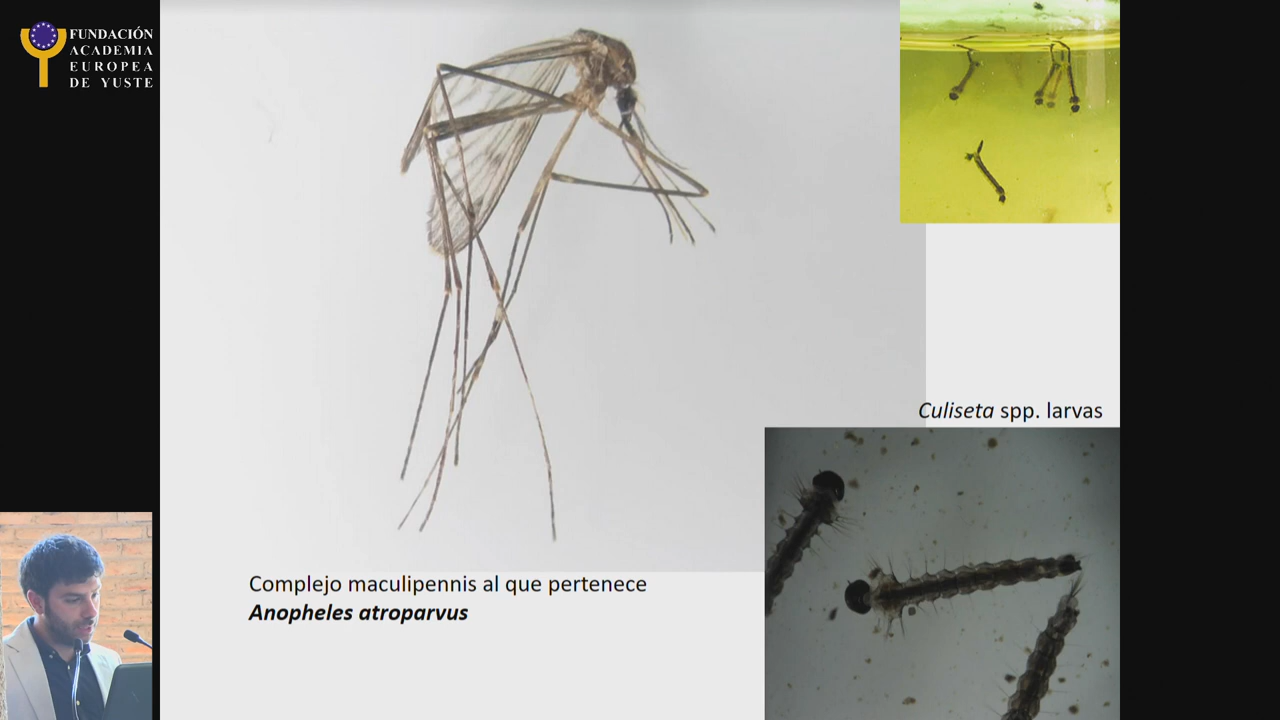 FUNDACIÓN
ACADEMIA
EUROPEA
DE YUSTE
Culiseta spp. larvas
Complejo maculipennis al que pertenece
Anopheles atroparvus